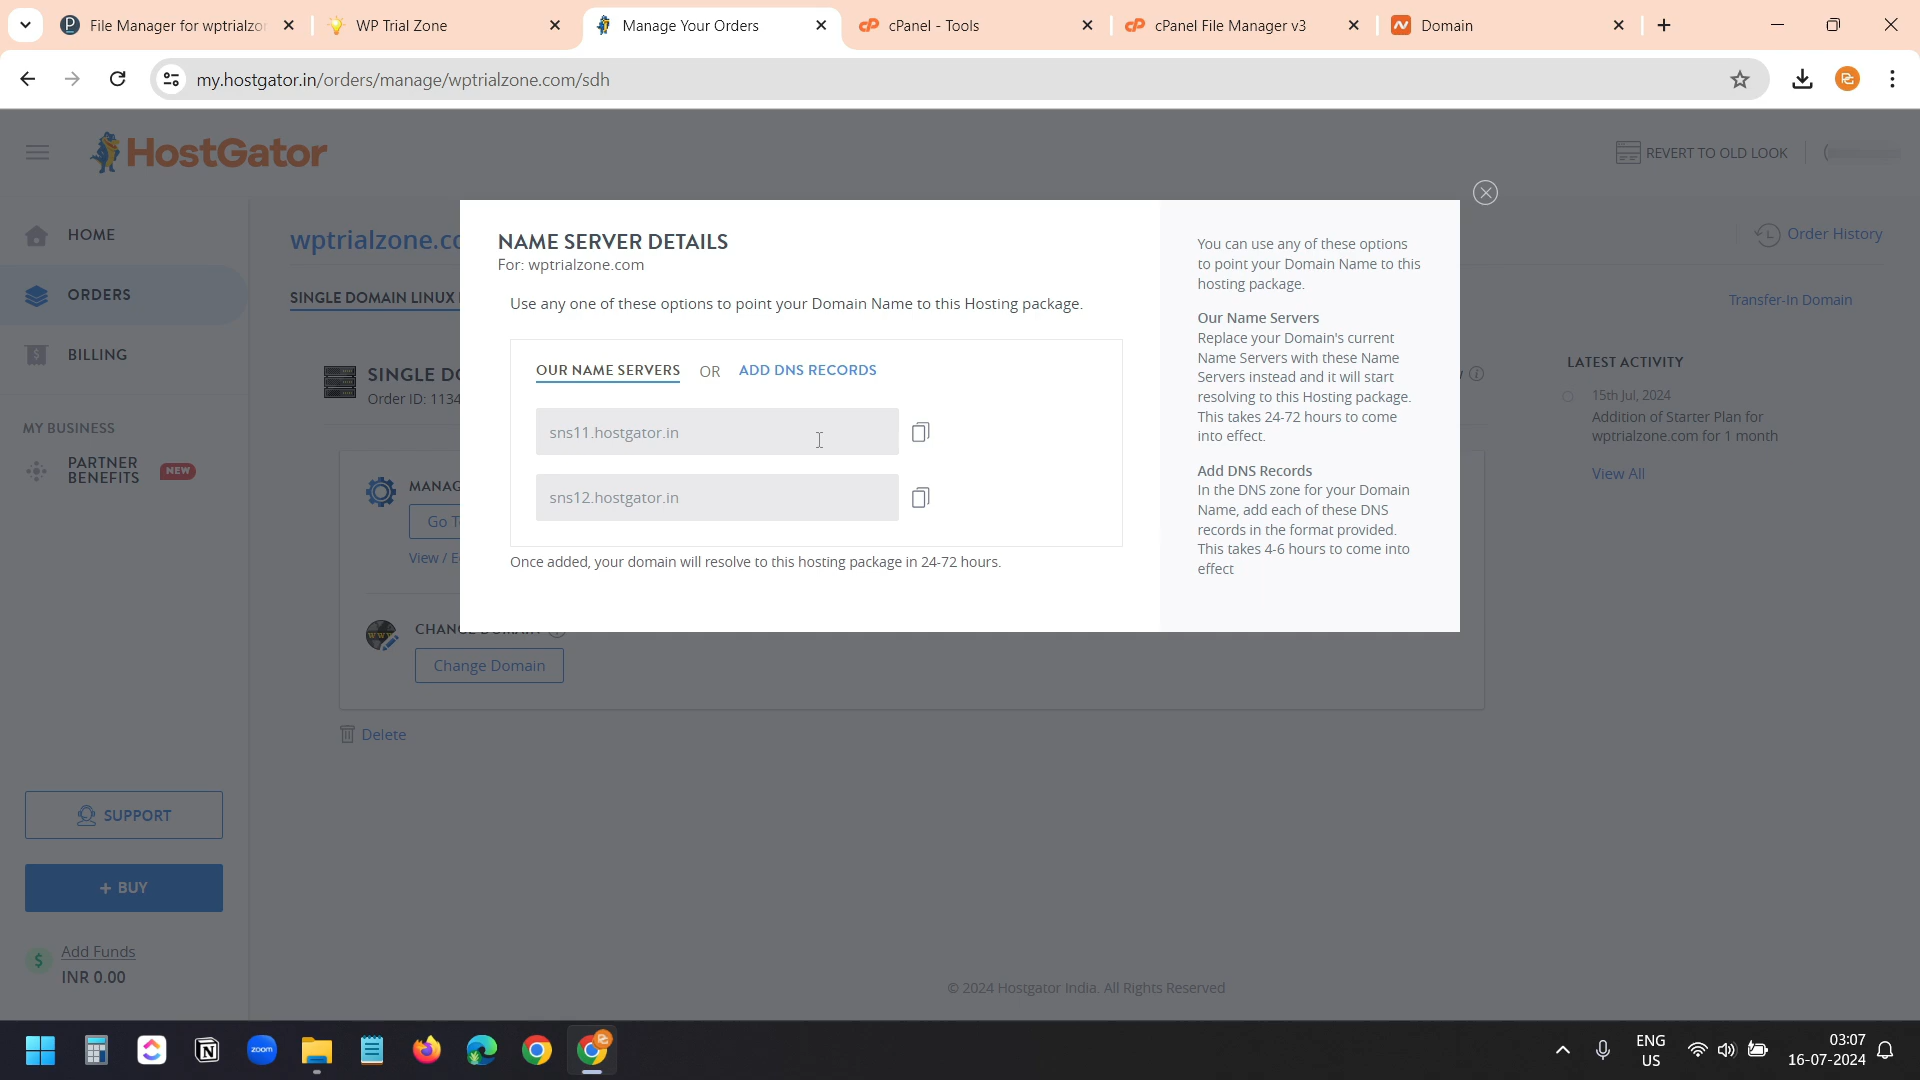 File Manager for wptrialzo
WP Trial Zone
Manage Your Orders
cPanel - Tools
cPanel File Manager v3
Domain
my.hostgator.in/orders/manage/wptrialzone.com/sdh
HostGator
REVERT TO OLD LOOK
HOME
ORDERS
BILLING
MY BUSINESS
PARTNER
BENEFITS
NEW
SUPPORT
+ BUY
$
Add Funds
INR 0.00
wptrialzone.co
Order History
SINGLE DOMAIN LINUX
Transfer-In Domain
SINGLE DO
Order ID: 1134
MANAG
Go T
View / E
CHANGE DOMAIN
WWW
Change Domain
Delete
NAME SERVER DETAILS
For: wptrialzone.com
Use any one of these options to point your Domain Name to this Hosting package.
OUR NAME SERVERS OR ADD DNS RECORDS
sns11.hostgator.in
sns12.hostgator.in
Once added, your domain will resolve to this hosting package in 24-72 hours.
You can use any of these options
to point your Domain Name to this
hosting package.
Our Name Servers
Replace your Domain's current
Name Servers with these Name
Servers instead and it will start
resolving to this Hosting package.
This takes 24-72 hours to come
into effect.
Add DNS Records
In the DNS zone for your Domain
Name, add each of these DNS
records in the format provided.
This takes 4-6 hours to come into
effect
LATEST ACTIVITY
15th Jul, 2024
Addition of Starter Plan for
wptrialzone.com for 1 month
View All
© 2024 Hostgator India. All Rights Reserved
zoom
ENG
US
03:07
16-07-2024